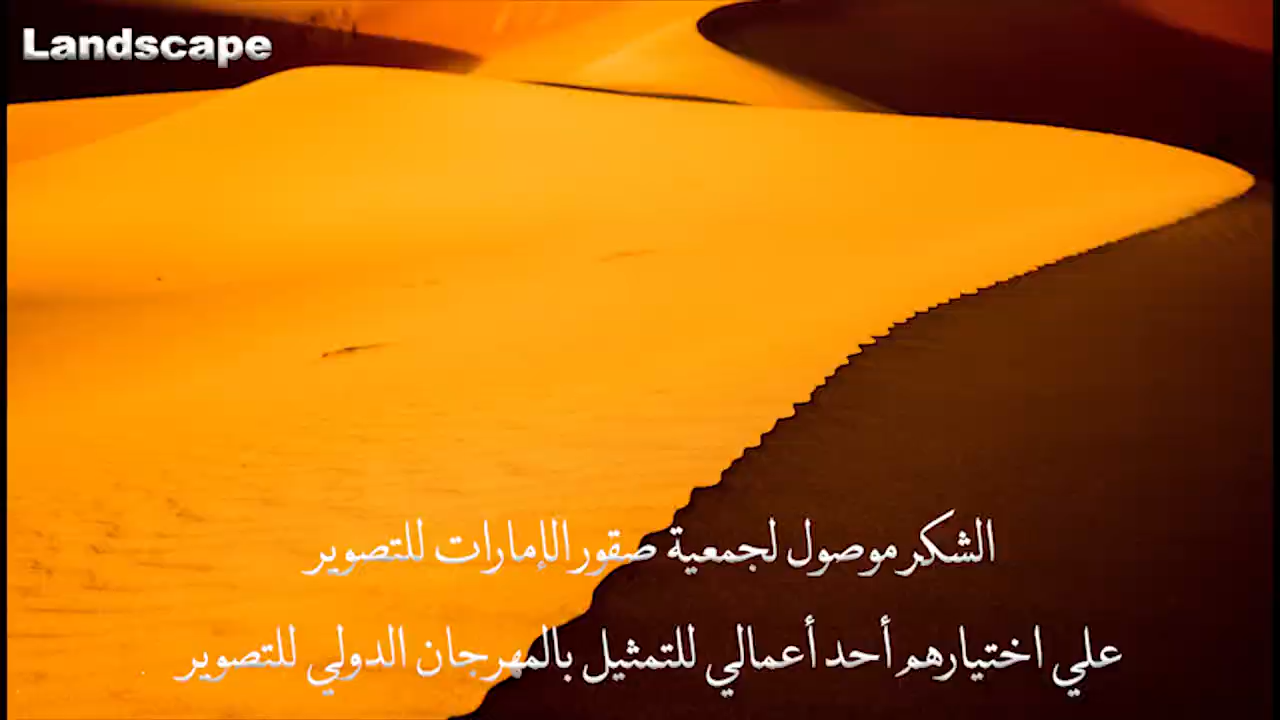 Landscape
الشكر موصول لجمعية صقور الإمارات للتصوير
علي اختيارهم أحد أعمالي للتمثيل بالمهرجان الدولي للتصوير